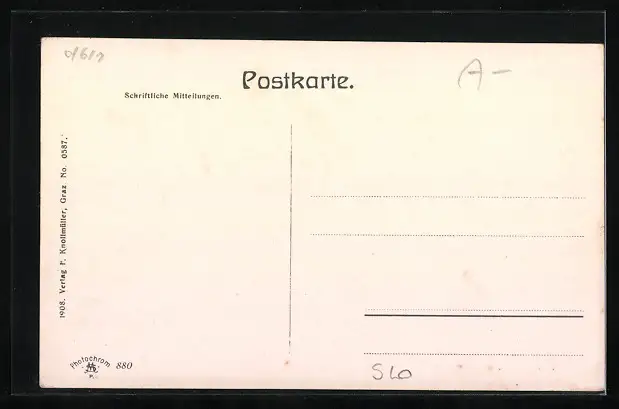 Postkarte.
A-
Schriftliche Mitteilungen.
1908. Verlag F. Knollmüller, Graz No. 0587.
Photochrom
880
SLO